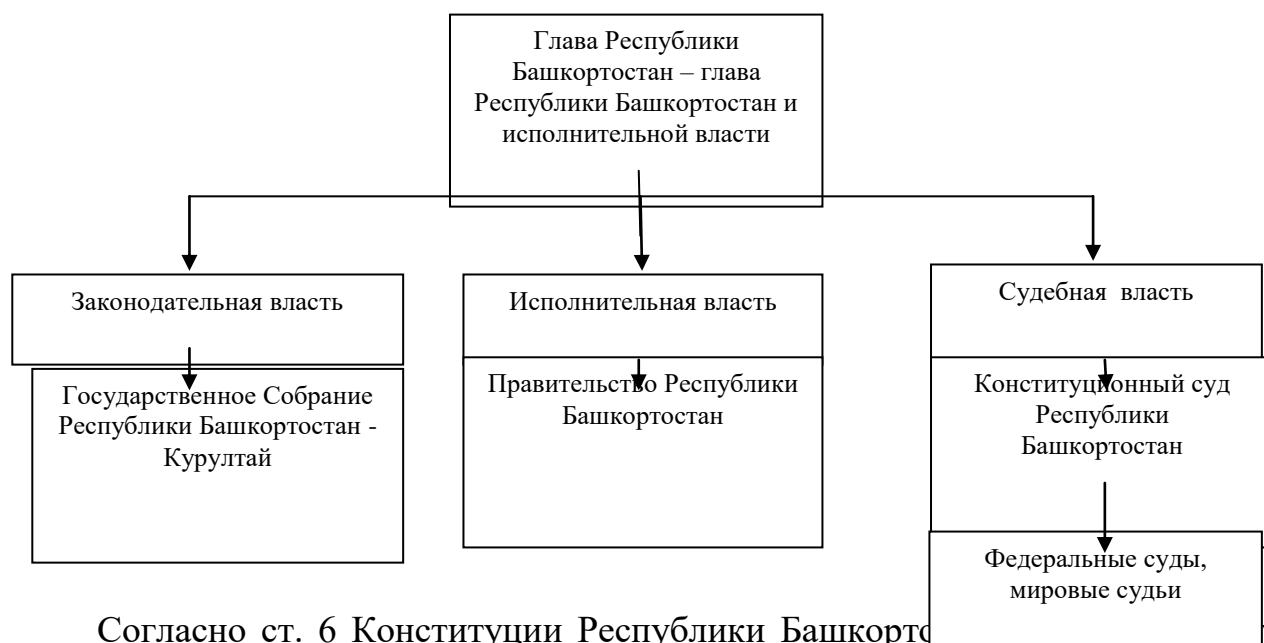 Глава Республики
Башкортостан – глава
Республики Башкортостан и
исполнительной власти
Законодательная власть
Исполнительная власть
Судебная власть
Государственное Собрание
Республики Башкортостан -
Курултай
Правительство Республики
Башкортостан
Конституционный суд
Республики
Башкортостан
Федеральные суды,
мировые судьи
Согласно ст. 6 Конституции Республики